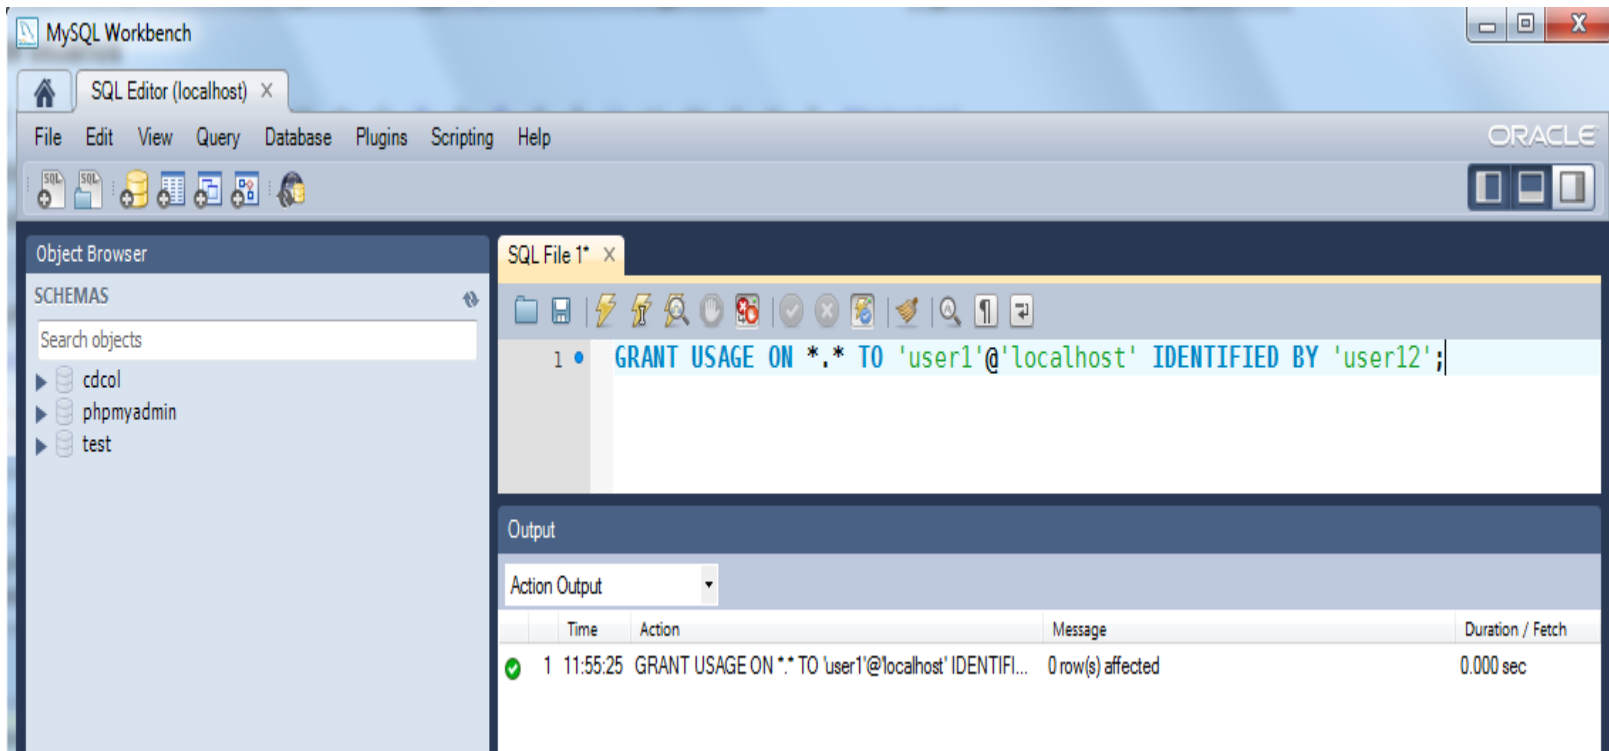 MySQL Workbench
SQL Editor (localhost)
File Edit View Query Database Plugins Scripting Help
ORACLE
SQL SQL
Object Browser
SCHEMAS
Search objects
cdcol
phpmyadmin
test
SQL File 1*
1 GRANT USAGE ON *.* TO 'user1'@'localhost' IDENTIFIED BY 'user12';
Output
Action Output
Time Action Message Duration / Fetch
1 11:55:25 GRANT USAGE ON *.* TO 'user1'@'localhost' IDENTIFI... 0 row(s) affected 0.000 sec